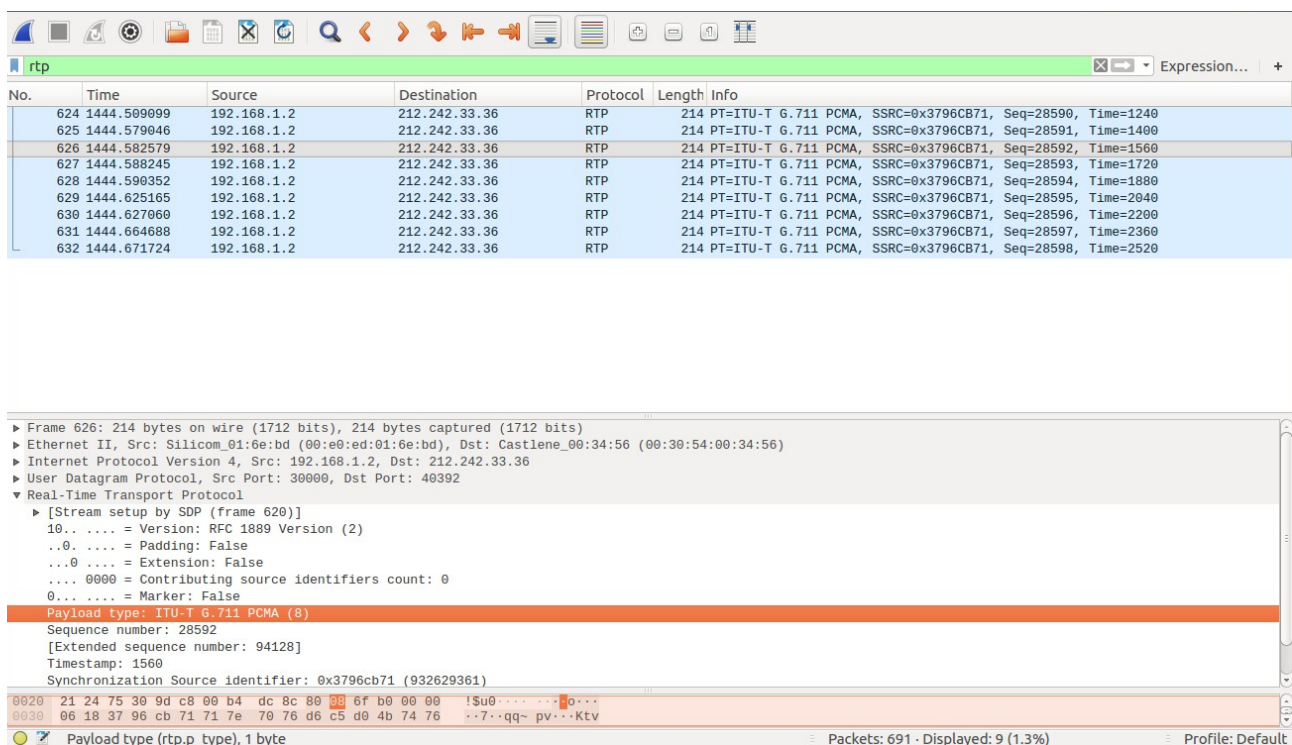 rtp Expression... +
No. Time Source Destination Protocol Length Info
624 1444.509099 192.168.1.2 212.242.33.36 RTP 214 PT=ITU-T G.711 PCMA, SSRC=0x3796CB71, Seq=28590, Time=1240
625 1444.579046 192.168.1.2 212.242.33.36 RTP 214 PT=ITU-T G.711 PCMA, SSRC=0x3796CB71, Seq=28591, Time=1400
626 1444.582579 192.168.1.2 212.242.33.36 RTP 214 PT=ITU-T G.711 PCMA, SSRC=0x3796CB71, Seq=28592, Time=1560
627 1444.588245 192.168.1.2 212.242.33.36 RTP 214 PT=ITU-T G.711 PCMA, SSRC=0x3796CB71, Seq=28593, Time=1720
628 1444.590352 192.168.1.2 212.242.33.36 RTP 214 PT=ITU-T G.711 PCMA, SSRC=0x3796CB71, Seq=28594, Time=1880
629 1444.625165 192.168.1.2 212.242.33.36 RTP 214 PT=ITU-T G.711 PCMA, SSRC=0x3796CB71, Seq=28595, Time=2040
630 1444.627060 192.168.1.2 212.242.33.36 RTP 214 PT=ITU-T G.711 PCMA, SSRC=0x3796CB71, Seq=28596, Time=2200
631 1444.664688 192.168.1.2 212.242.33.36 RTP 214 PT=ITU-T G.711 PCMA, SSRC=0x3796CB71, Seq=28597, Time=2360
632 1444.671724 192.168.1.2 212.242.33.36 RTP 214 PT=ITU-T G.711 PCMA, SSRC=0x3796CB71, Seq=28598, Time=2520
Frame 626: 214 bytes on wire (1712 bits), 214 bytes captured (1712 bits)
Ethernet II, Src: Silicom_01:6e:bd (00:e0:ed:01:6e:bd), Dst: Castlene_00:34:56 (00:30:54:00:34:56)
Internet Protocol Version 4, Src: 192.168.1.2, Dst: 212.242.33.36
User Datagram Protocol, Src Port: 30000, Dst Port: 40392
Real-Time Transport Protocol
[Stream setup by SDP (frame 620)]
10.. .... = Version: RFC 1889 Version (2)
..0. .... = Padding: False
...0 .... = Extension: False
.... 0000 = Contributing source identifiers count: 0
0... .... = Marker: False
Payload type: ITU-T G.711 PCMA (8)
Sequence number: 28592
[Extended sequence number: 94128]
Timestamp: 1560
Synchronization Source identifier: 0x3796cb71 (932629361)
0020 21 24 75 30 9d c8 00 b4 dc 8c 80 08 6f b0 00 00 !$u0···· ····o···
0030 06 18 37 96 cb 71 71 7e 70 76 d6 c5 d0 4b 74 76 ··7··qq~ pv···Ktv
Payload type (rtp.p_type), 1 byte Packets: 691 · Displayed: 9 (1.3%) Profile: Default